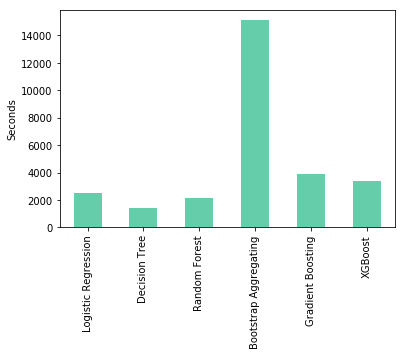 14000
12000
10000
8000
6000
4000
2000
0
Seconds
Logistic Regression
Decision Tree
Random Forest
Bootstrap Aggregating
Gradient Boosting
XGBoost